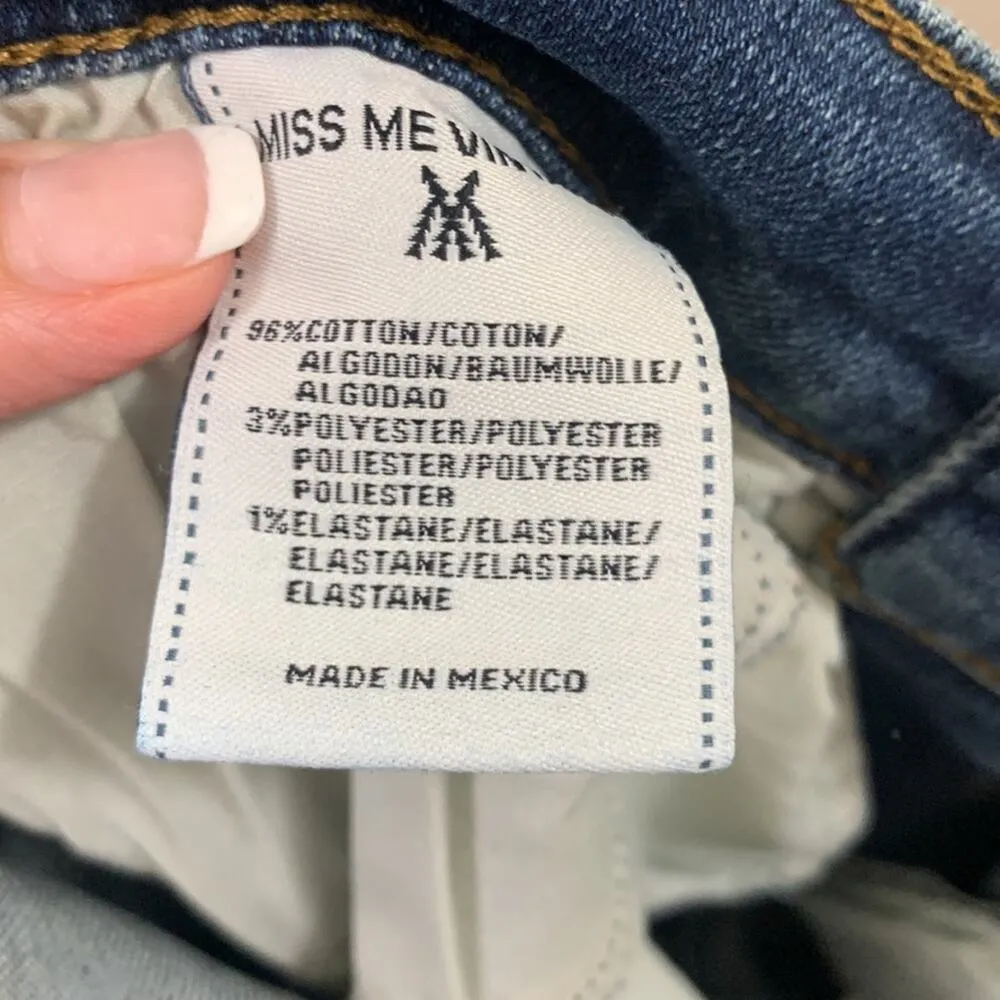 MISS ME
96%COTTON/COTON/
ALGODON/BAUMWOLLE/
ALGODAO
3%POLYESTER/POLYESTER
POLIESTER/POLYESTER
POLIESTER
1%ELASTANE/ELASTANE/
ELASTANE/ELASTANE/
ELASTANE
MADE IN MEXICO